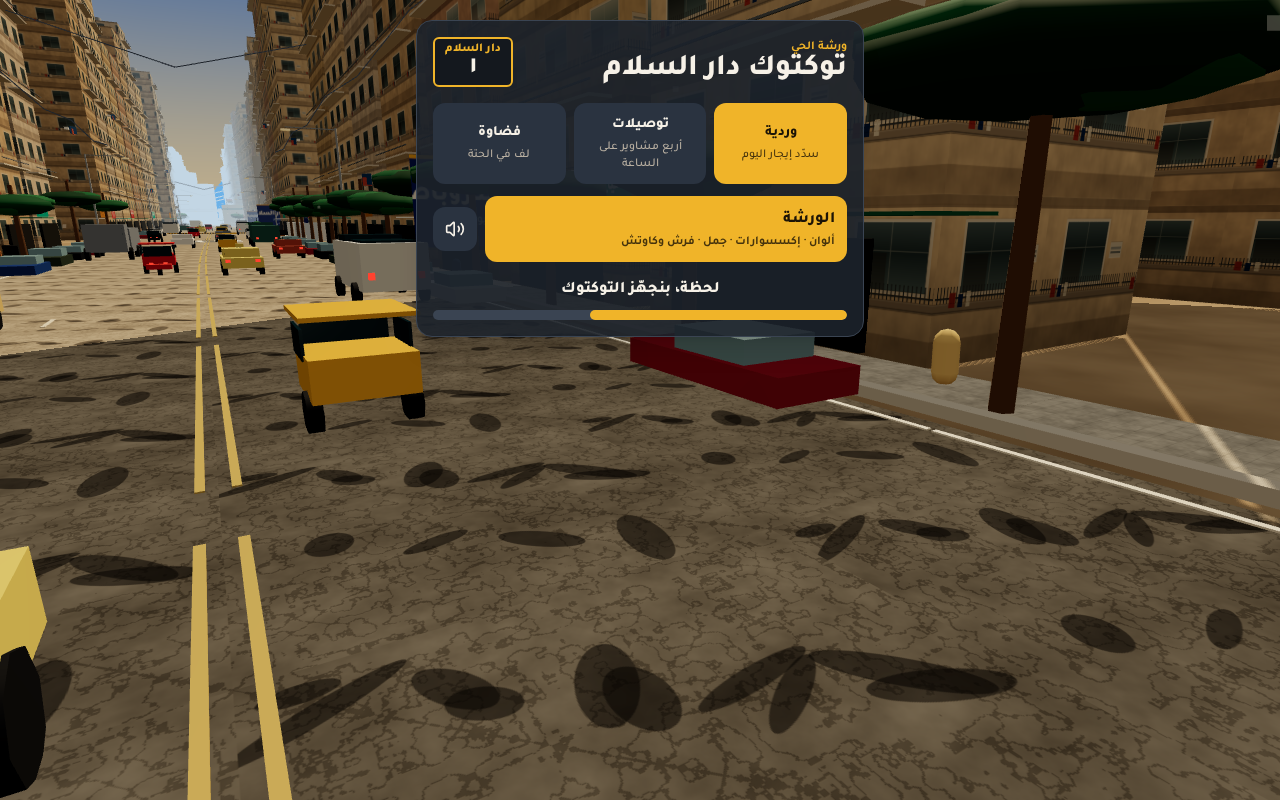 ورشة الحي
توكتوك دار السلام
دار السلام
١
وردية
سدّد إيجار اليوم
توصيلات
أربع مشاوير على
الساعة
فضاوة
لف في الحتة
الورشة
ألوان · إكسسوارات · جمل · فرش وكاوتش
لحظة، بنجهّز التوكتوك